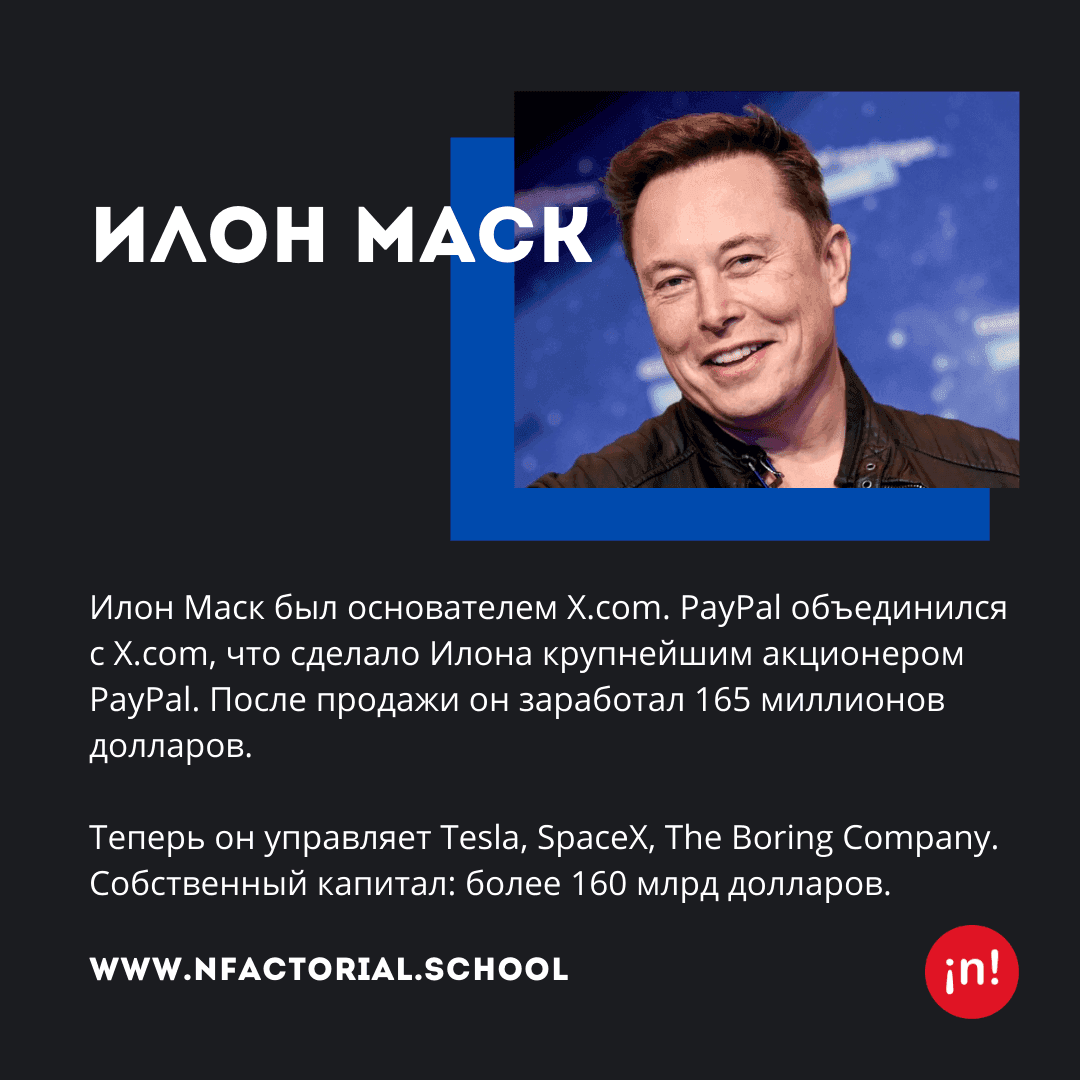 ИЛОН МАСК
Илон Маск был основателем X.com. PayPal объединился
с X.com, что сделало Илона крупнейшим акционером
PayPal. После продажи он заработал 165 миллионов
долларов.
Теперь он управляет Tesla, SpaceX, The Boring Company.
Собственный капитал: более 160 млрд долларов.
WWW.NFACTORIAL.SCHOOL
¡n!